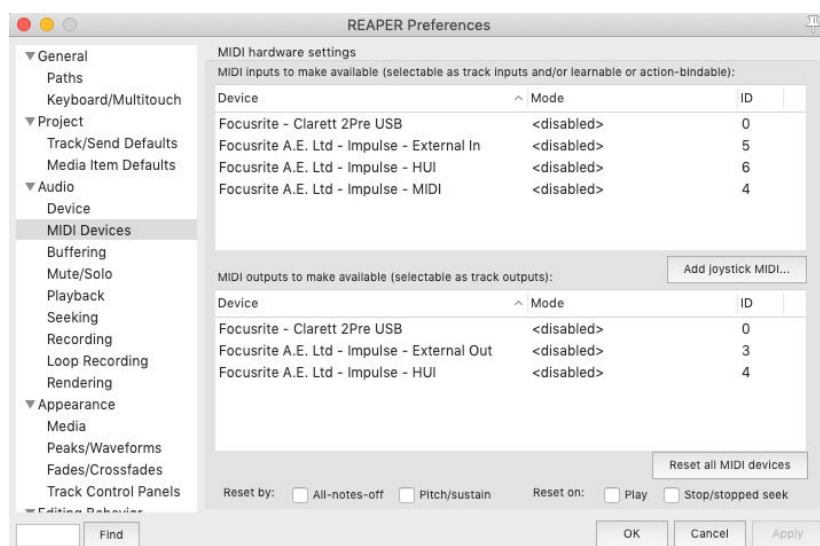 REAPER Preferences
General
Paths
Keyboard/Multitouch
Project
Track/Send Defaults
Media Item Defaults
Audio
Device
MIDI Devices
Buffering
Mute/Solo
Playback
Seeking
Recording
Loop Recording
Rendering
Appearance
Media
Peaks/Waveforms
Fades/Crossfades
Track Control Panels
Editing Behavior
Find
MIDI hardware settings
MIDI inputs to make available (selectable as track inputs and/or learnable or action-bindable):
Device Mode ID
Focusrite - Clarett 2Pre USB <disabled> 0
Focusrite A.E. Ltd - Impulse - External In <disabled> 5
Focusrite A.E. Ltd - Impulse - HUI <disabled> 6
Focusrite A.E. Ltd - Impulse - MIDI <disabled> 4
Add joystick MIDI...
MIDI outputs to make available (selectable as track outputs):
Device Mode ID
Focusrite - Clarett 2Pre USB <disabled> 0
Focusrite A.E. Ltd - Impulse - External Out <disabled> 3
Focusrite A.E. Ltd - Impulse - HUI <disabled> 4
Reset all MIDI devices
Reset by: All-notes-off Pitch/sustain Reset on: Play Stop/stopped seek
OK Cancel Apply